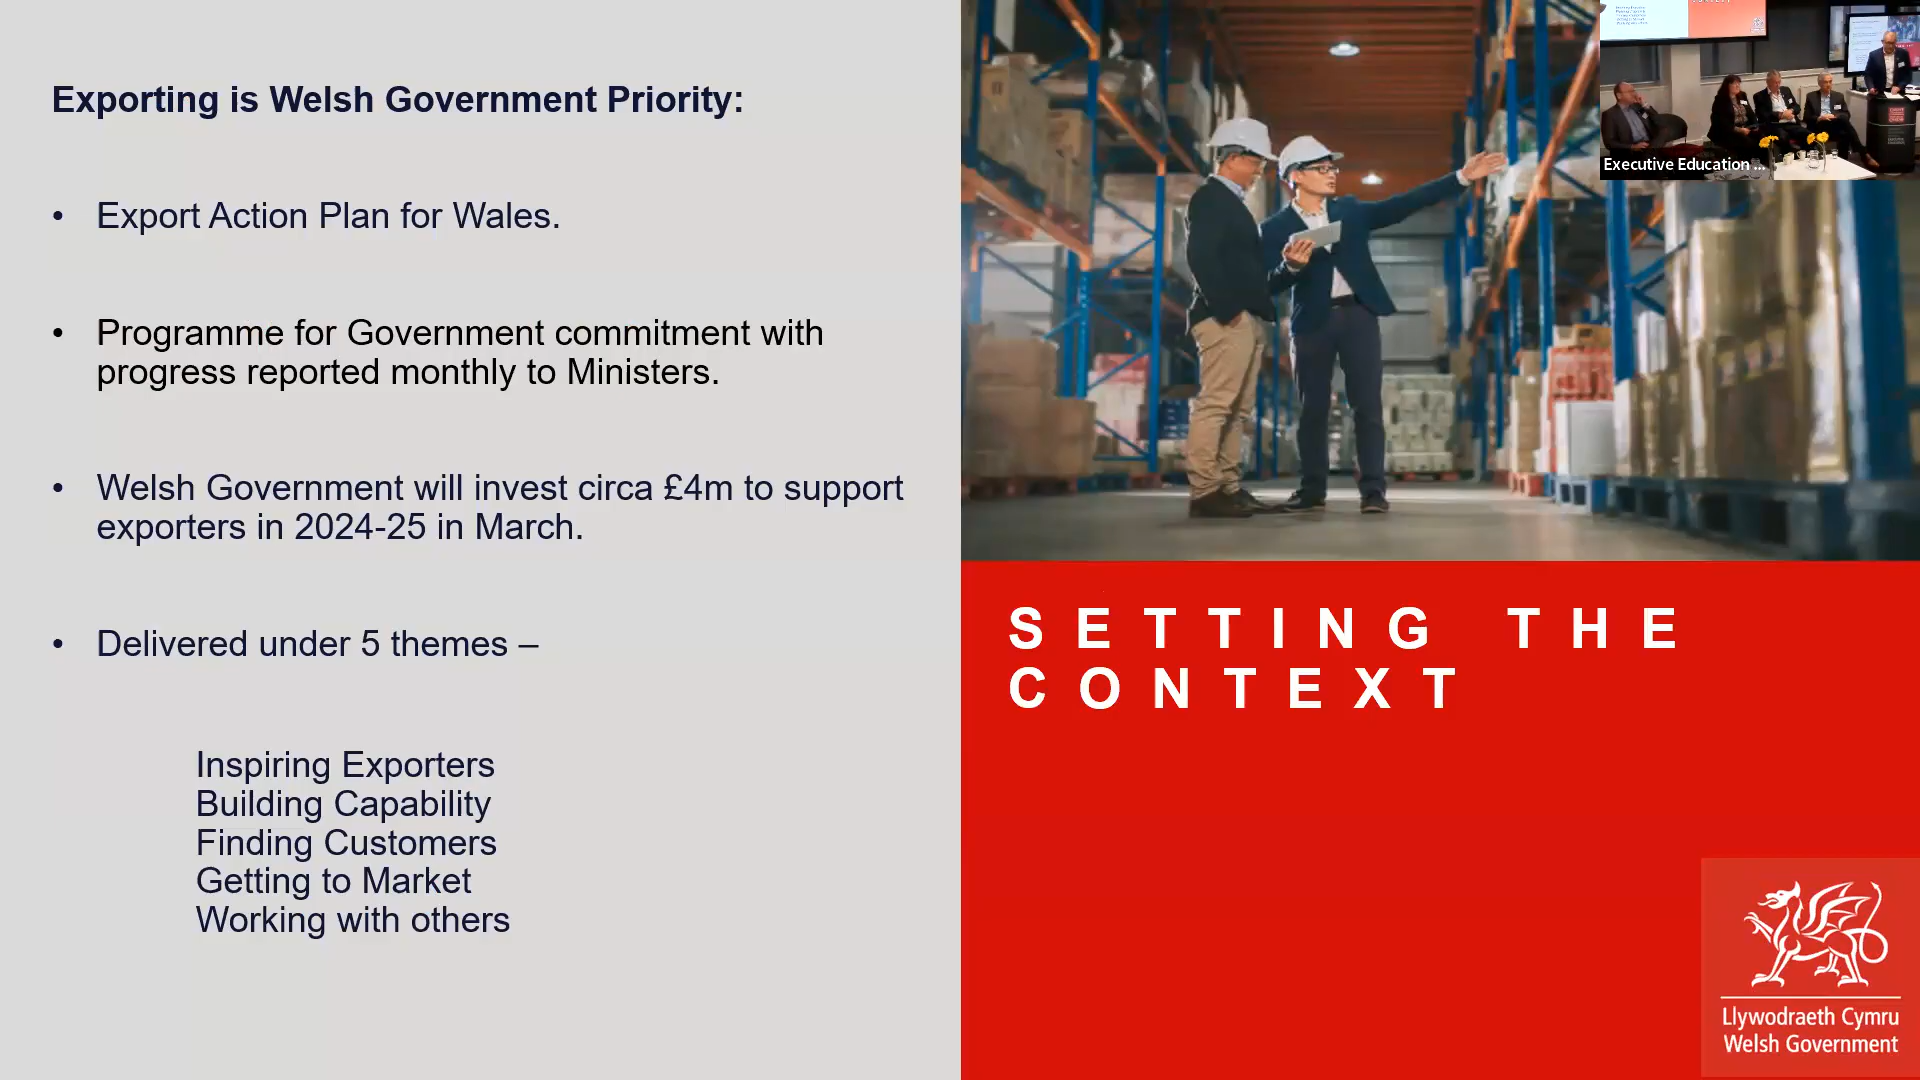 Exporting is Welsh Government Priority:
• Export Action Plan for Wales.
• Programme for Government commitment with
progress reported monthly to Ministers.
• Welsh Government will invest circa £4m to support
exporters in 2024-25 in March.
• Delivered under 5 themes –
Inspiring Exporters
Building Capability
Finding Customers
Getting to Market
Working with others
Executive Education ...
SETTING THE
CONTEXT
Llywodraeth Cymru
Welsh Government